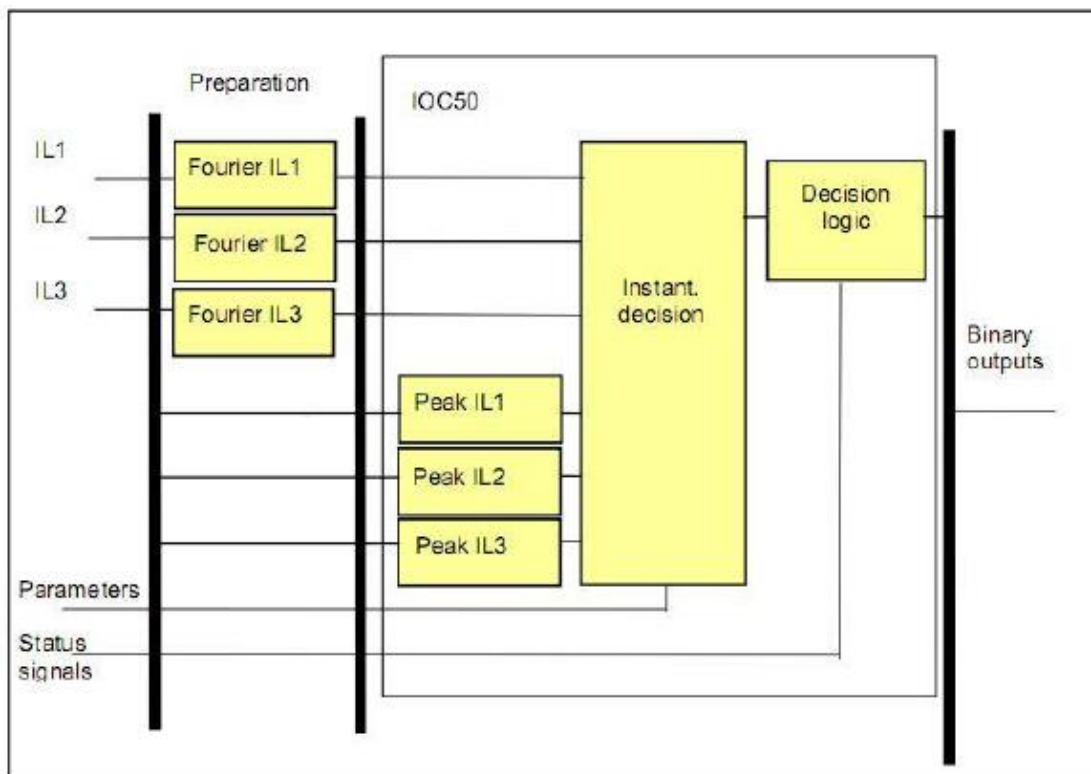 Preparation
IOC50
IL1
Fourier IL1
IL2
Fourier IL2
IL3
Fourier IL3
Peak IL1
Peak IL2
Peak IL3
Instant.
decision
Decision
logic
Binary
outputs
Parameters
Status
signals